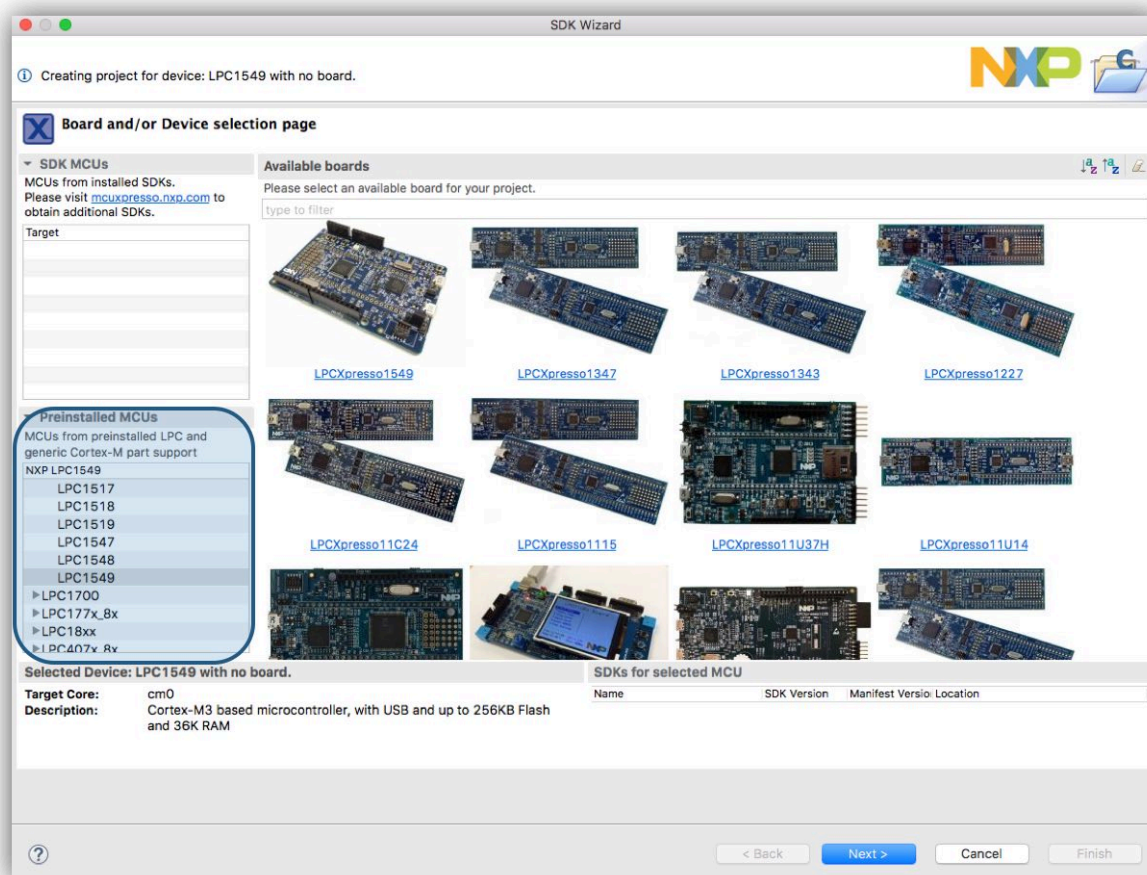 SDK Wizard
Creating project for device: LPC1549 with no board.
NXP
C
X
Board and/or Device selection page
SDK MCUs
MCUs from installed SDKs.
Please visit mcuxpresso.nxp.com to
obtain additional SDKs.
Target
Preinstalled MCUs
MCUs from preinstalled LPC and
generic Cortex-M part support
NXP LPC1549
LPC1517
LPC1518
LPC1519
LPC1547
LPC1548
LPC1549
LPC1700
LPC177x_8x
LPC18xx
LPC407x_8x
Available boards
Please select an available board for your project.
type to filter
LPCXpresso1549
LPCXpresso1347
LPCXpresso1343
LPCXpresso1227
LPCXpresso11C24
LPCXpresso1115
LPCXpresso11U37H
LPCXpresso11U14
Selected Device: LPC1549 with no board.
Target Core: cm0
Description: Cortex-M3 based microcontroller, with USB and up to 256KB Flash
and 36K RAM
SDKs for selected MCU
Name SDK Version Manifest Versio Location
?
< Back Next > Cancel Finish